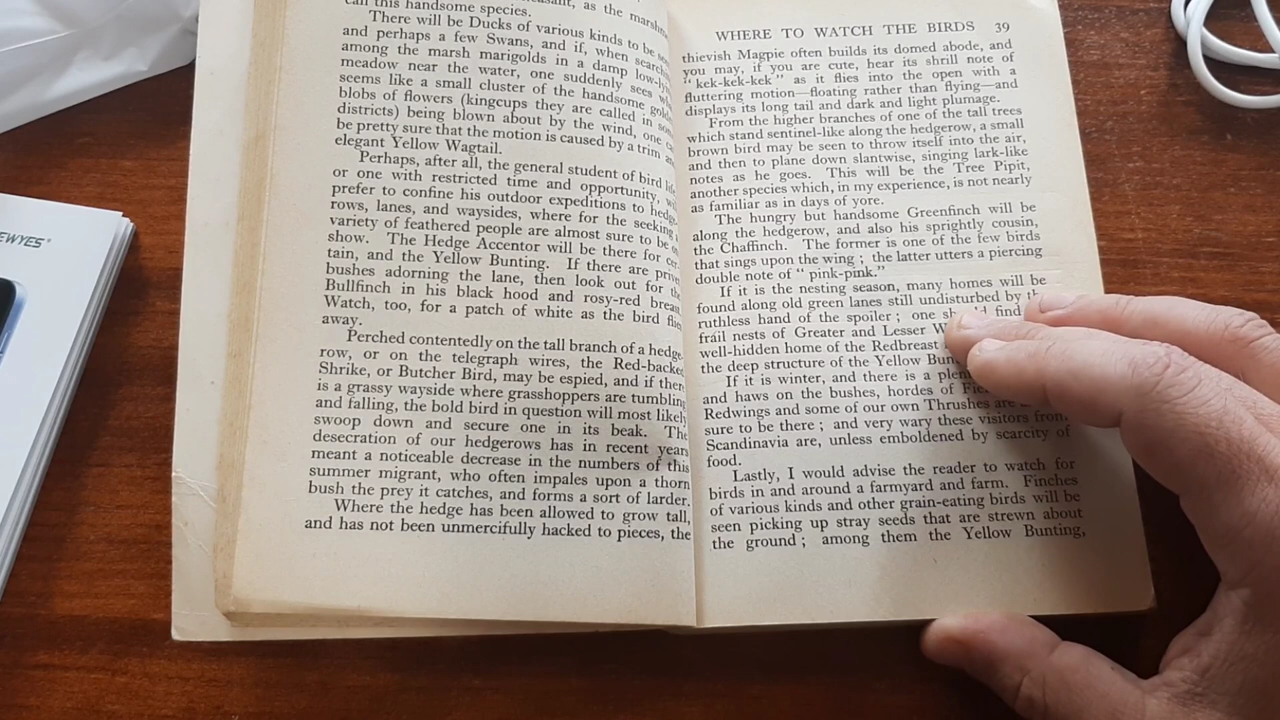 EWYES®
call this handsome species.
There will be Ducks of various kinds to be
and perhaps a few Swans, and if, when
among the marsh marigolds in a damp
meadow near the water, one suddenly sees
seems like a small cluster of the handsome
blobs of flowers (kingcups they are called in
districts) being blown about by the wind, one
be pretty sure that the motion is caused by a trim
elegant Yellow Wagtail.
Perhaps, after all, the general student of bird
or one with restricted time and opportunity,
prefer to confine his outdoor expeditions to
rows, lanes, and waysides, where for the seeking
variety of feathered people are almost sure to be
show. The Hedge Accentor will be there for cer-
tain, and the Yellow Bunting. If there are
bushes adorning the lane, then look out for the
Bullfinch in his black hood and rosy-red breast
Watch, too, for a patch of white as the bird flies
away.
Perched contentedly on the tall branch of a hedge-
row, or on the telegraph wires, the Red-backed
Shrike, or Butcher Bird, may be espied, and if there
is a grassy wayside where grasshoppers are tumbling
and falling, the bold bird in question will most likely
swoop down and secure one in its beak. The
desecration of our hedgerows has in recent years
meant a noticeable decrease in the numbers of this
summer migrant, who often impales upon a thorn
bush the prey it catches, and forms a sort of larder.
Where the hedge has been allowed to grow tall,
and has not been unmercifully hacked to pieces, the
WHERE TO WATCH THE BIRDS 39
thievish Magpie often builds its domed abode, and
you may, if you are cute, hear its shrill note of
“ kek-kek-kek ” as it flies into the open with a
fluttering motion—floating rather than flying—and
displays its long tail and dark and light plumage.
From the higher branches of one of the tall trees
which stand sentinel-like along the hedgerow, a small
brown bird may be seen to throw itself into the air,
and then to plane down slantwise, singing lark-like
notes as he goes. This will be the Tree Pipit,
another species which, in my experience, is not nearly
as familiar as in days of yore.
The hungry but handsome Greenfinch will be
along the hedgerow, and also his sprightly cousin,
the Chaffinch. The former is one of the few birds
that sings upon the wing ; the latter utters a piercing
double note of “ pink-pink.”
If it is the nesting season, many homes will be
found along old green lanes still undisturbed by
ruthless hand of the spoiler ; one find
frail nests of Greater and Lesser
well-hidden home of the Redbreast
the deep structure of the Yellow
If it is winter, and there is a
and haws on the bushes, hordes of
Redwings and some of our own Thrushes are
sure to be there ; and very wary these visitors from
Scandinavia are, unless emboldened by scarcity of
food.
Lastly, I would advise the reader to watch for
birds in and around a farmyard and farm. Finches
of various kinds and other grain-eating birds will be
seen picking up stray seeds that are strewn about
the ground ; among them the Yellow Bunting,